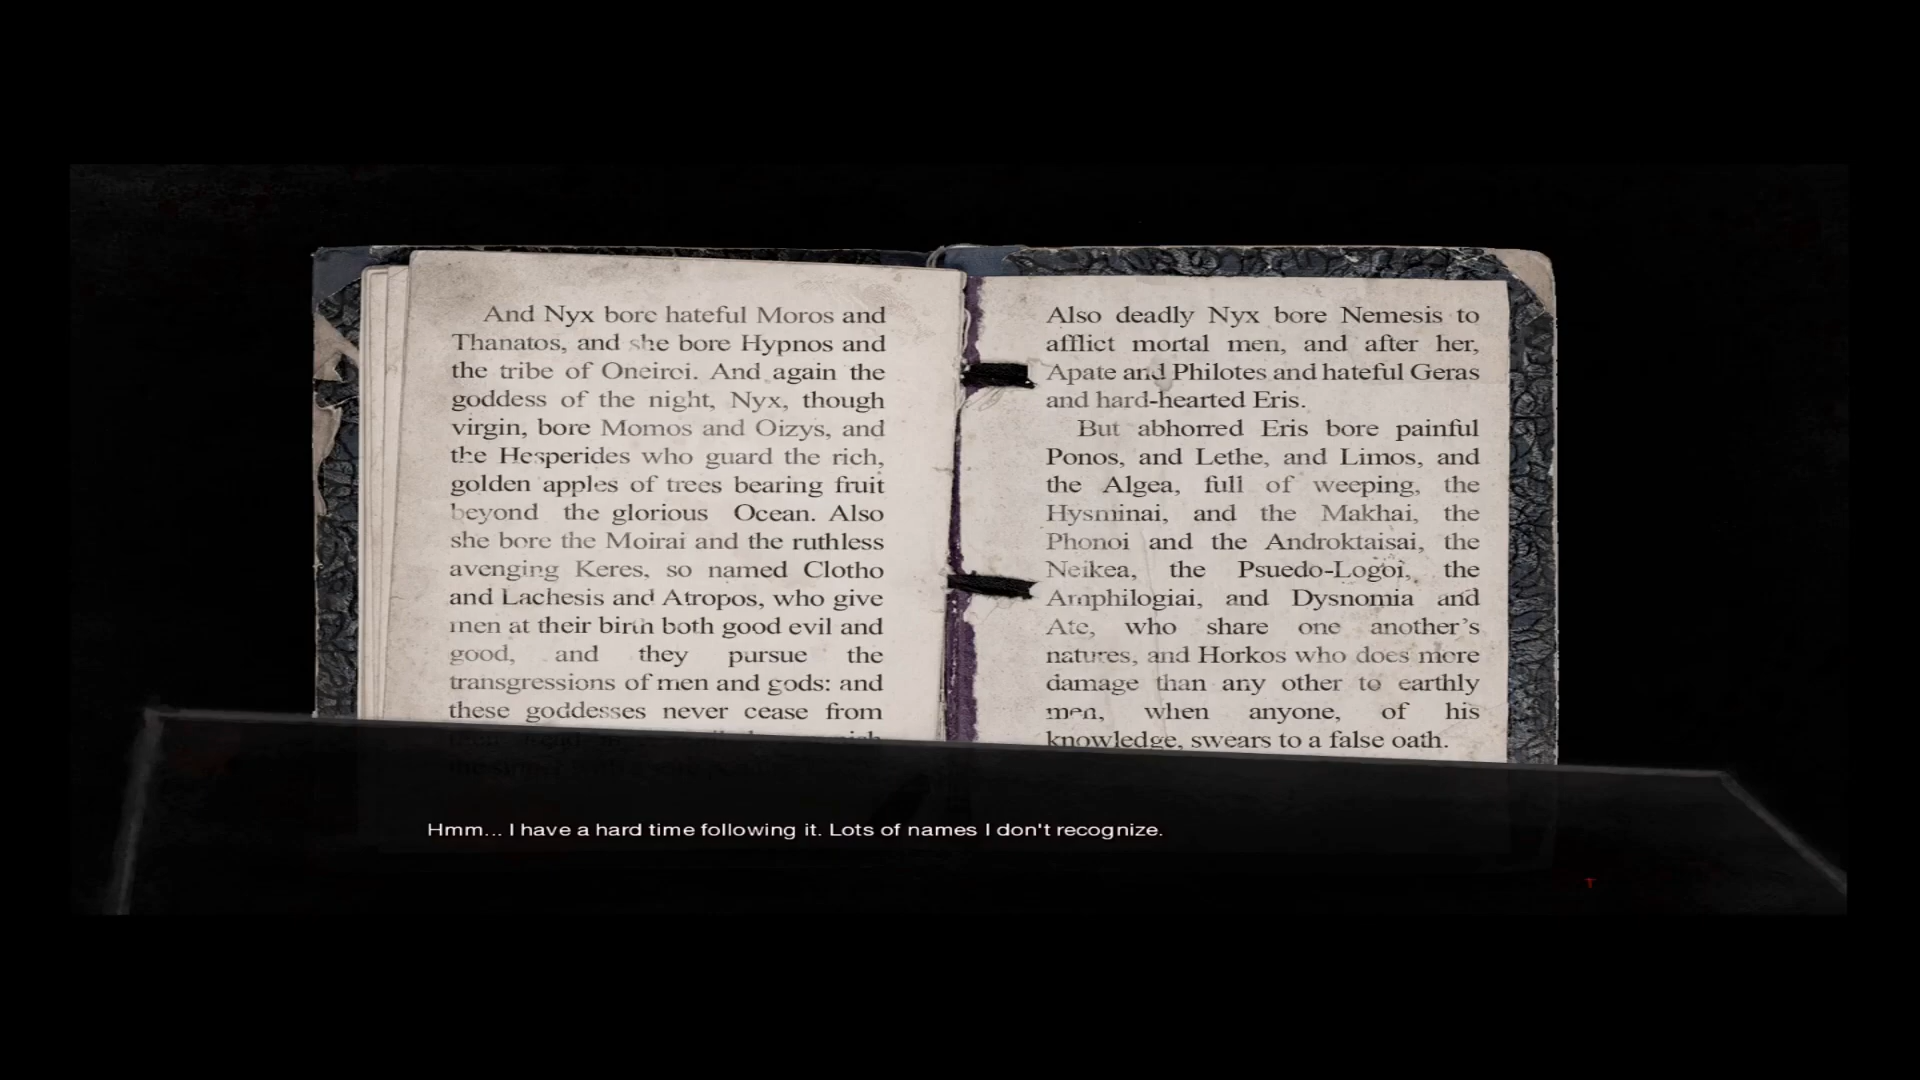 And Nyx bore hateful Moros and
Thanatos, and she bore Hypnos and
the tribe of Oneiroi. And again the
goddess of the night, Nyx, though
virgin, bore Momos and Oizys, and
the Hesperides who guard the rich,
golden apples of trees bearing fruit
beyond the glorious Ocean. Also
she bore the Moirai and the ruthless
avenging Keres, so named Clotho
and Lachesis and Atropos, who give
men at their birth both good evil and
good, and they pursue the
transgressions of men and gods: and
these goddesses never cease from
Also deadly Nyx bore Nemesis to
afflict mortal men, and after her,
Apate and Philotes and hateful Geras
and hard-hearted Eris.
But abhorred Eris bore painful
Ponos, and Lethe, and Limos, and
the Algea, full of weeping, the
Hysminai, and the Makhai, the
Phonoi and the Androktaisai, the
Neikea, the Psuedo-Logoi, the
Amphilogiai, and Dysnomia and
Ate, who share one another's
natures, and Horkos who does more
damage than any other to earthly
men, when anyone, of his
knowledge, swears to a false oath.
Hmm... I have a hard time following it. Lots of names I don't recognize.